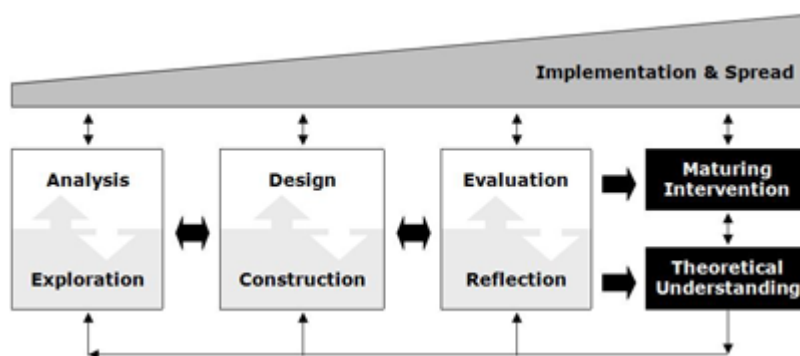 Implementation & Spread
Analysis
Exploration
Design
Construction
Evaluation
Reflection
Maturing
Intervention
Theoretical
Understanding